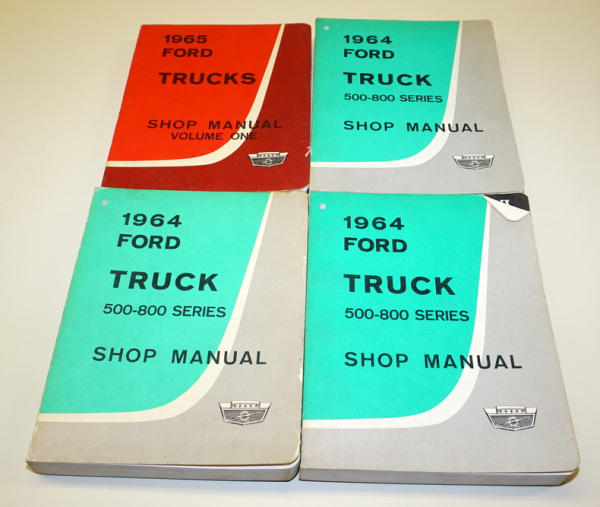 1965
FORD
TRUCKS
SHOP MANUAL
VOLUME ONE
1964
FORD
TRUCK
500-800 SERIES
SHOP MANUAL
1964
FORD
TRUCK
500-800 SERIES
SHOP MANUAL
1964
FORD
TRUCK
500-800 SERIES
SHOP MANUAL